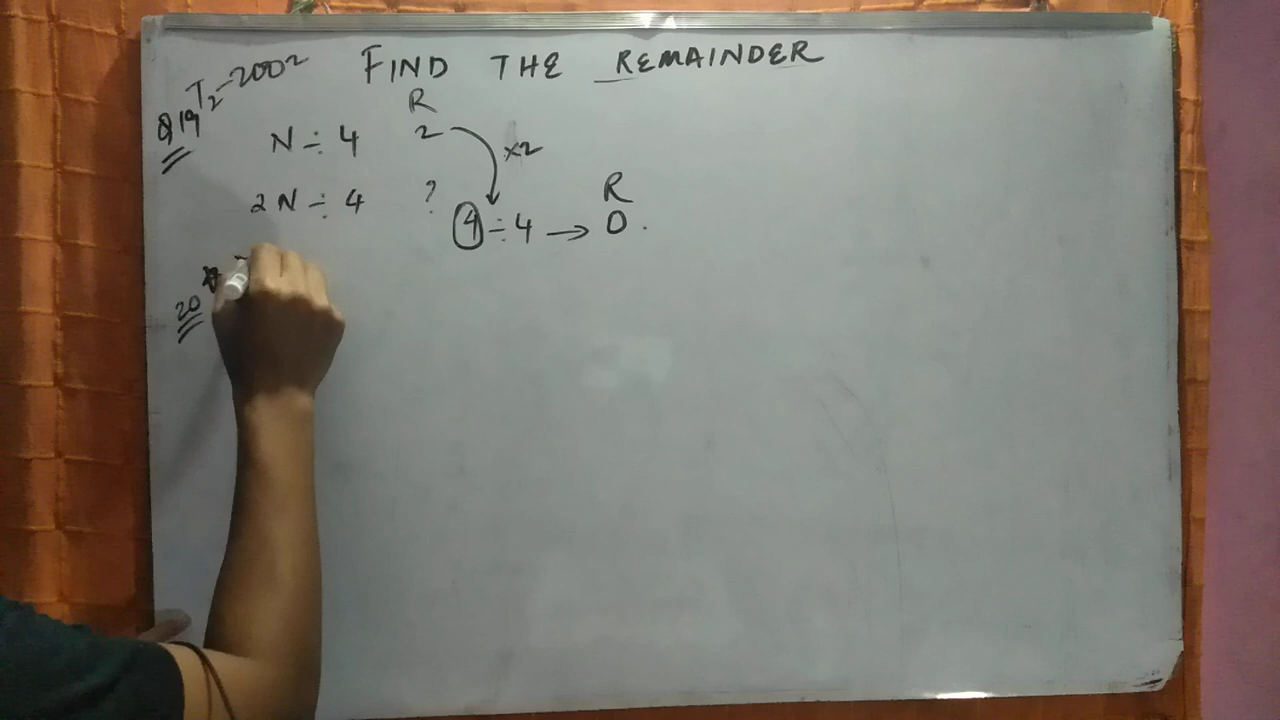 FIND THE REMAINDER
T2-2002
Q19
R
N ÷ 4 2 ×2
2N ÷ 4 ?
R
4 ÷ 4 → 0.
20